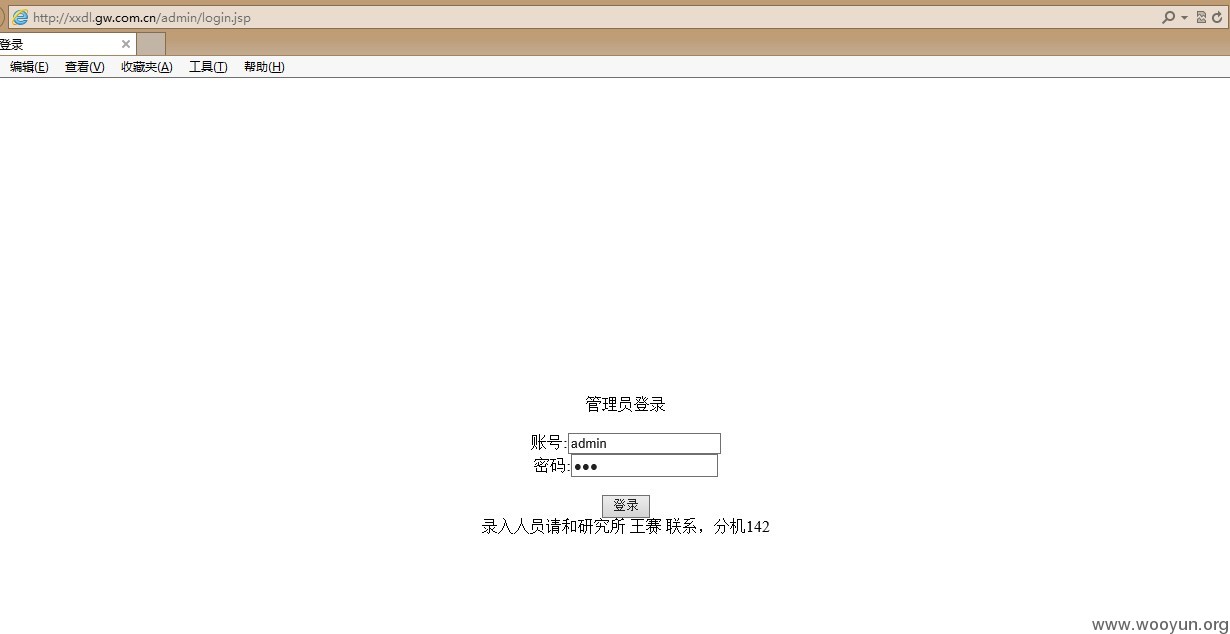 http://xxdl.gw.com.cn/admin/login.jsp
登录
编辑(E) 查看(V) 收藏夹(A) 工具(T) 帮助(H)
管理员登录
账号:admin
密码:●●●
登录
录入人员请和研究所 王赛 联系，分机142
www.wooyun.org